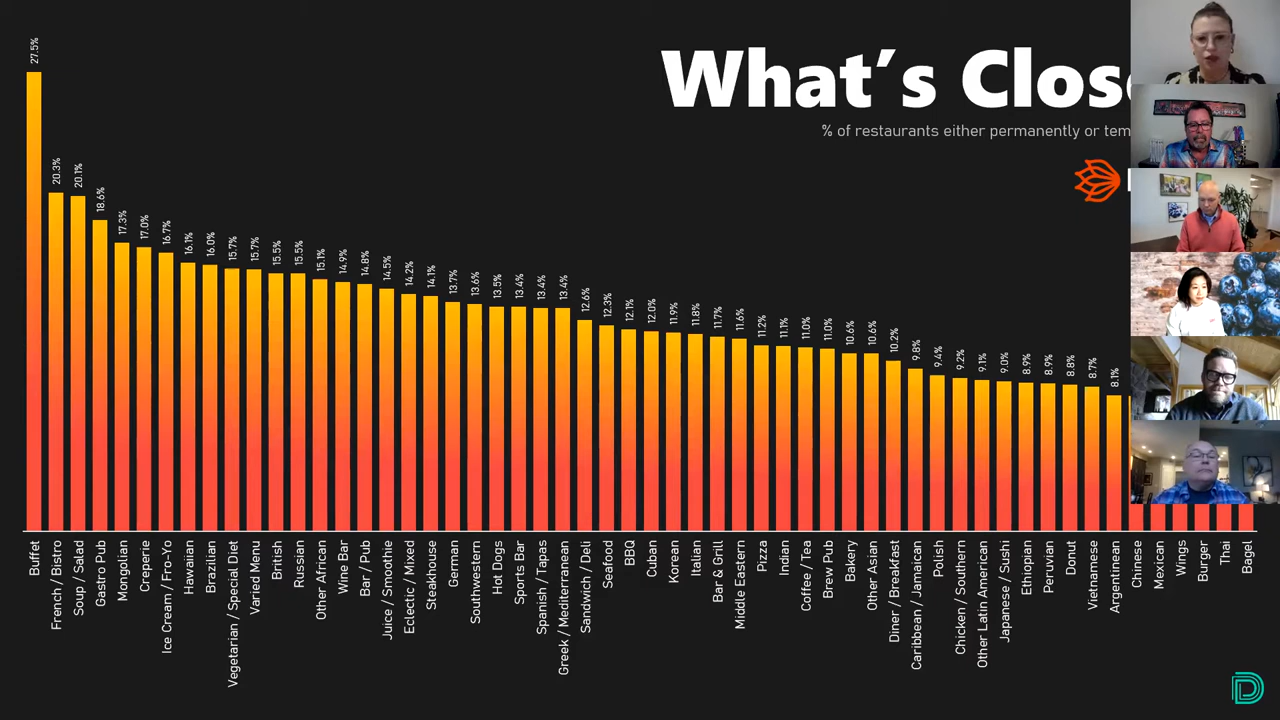 What's Close
% of restaurants either permanently or tem
27.5%
20.3%
20.1%
18.6%
17.3%
17.0%
16.7%
16.1%
16.0%
15.7%
15.7%
15.5%
15.5%
15.1%
14.9%
14.8%
14.5%
14.2%
14.1%
13.7%
13.6%
13.5%
13.4%
13.4%
13.4%
12.6%
12.3%
12.1%
12.0%
11.9%
11.8%
11.7%
11.6%
11.2%
11.1%
11.0%
11.0%
10.6%
10.6%
10.2%
9.8%
9.4%
9.2%
9.1%
9.0%
8.9%
8.9%
8.8%
8.7%
8.1%
Buffet
French / Bistro
Soup / Salad
Gastro Pub
Mongolian
Creperie
Ice Cream / Fro-Yo
Hawaiian
Brazilian
Vegetarian / Special Diet
Varied Menu
British
Russian
Other African
Wine Bar
Bar / Pub
Juice / Smoothie
Eclectic / Mixed
Steakhouse
German
Southwestern
Hot Dogs
Sports Bar
Spanish / Tapas
Greek / Mediterranean
Sandwich / Deli
Seafood
BBQ
Cuban
Korean
Italian
Bar & Grill
Middle Eastern
Pizza
Indian
Coffee / Tea
Brew Pub
Bakery
Other Asian
Diner / Breakfast
Caribbean / Jamaican
Polish
Chicken / Southern
Other Latin American
Japanese / Sushi
Ethiopian
Peruvian
Donut
Vietnamese
Argentinean
Chinese
Mexican
Wings
Burger
Thai
Bagel